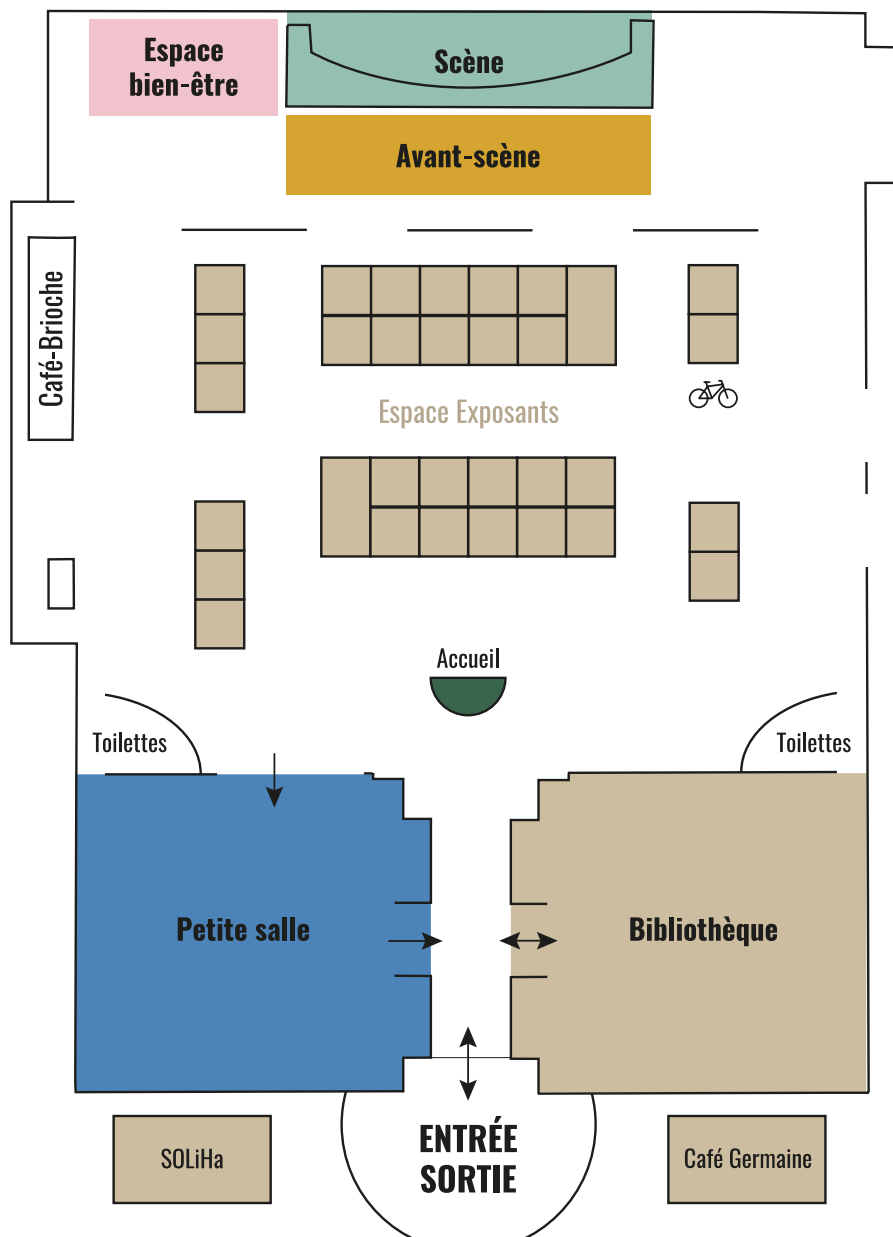 Espace
bien-être
Scène
Avant-scène
Café-Brioche
Espace Exposants
Accueil
Toilettes
Toilettes
Petite salle
Bibliothèque
ENTRÉE
SORTIE
SOLiHa
Café Germaine